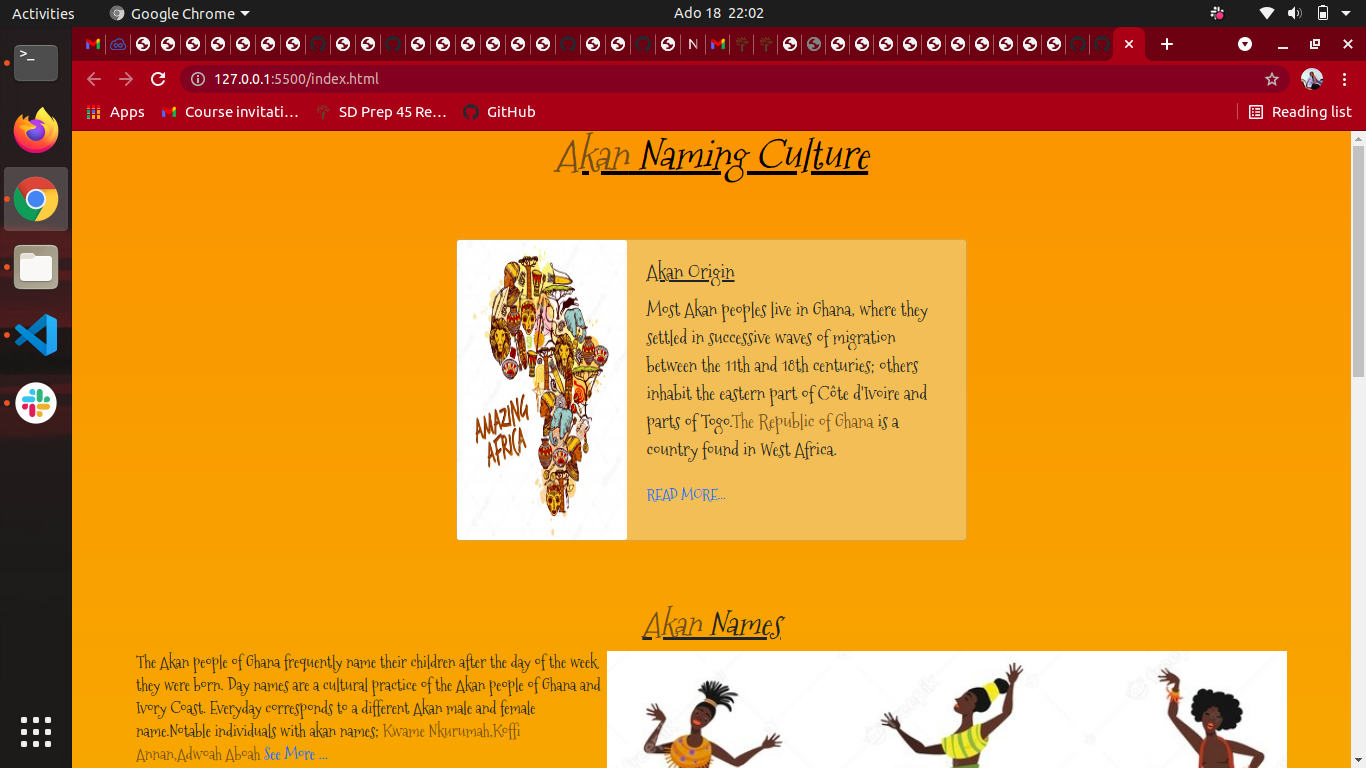 Activities
Google Chrome
Ado 18 22:02
127.0.0.1:5500/index.html
Apps
Course invitati…
SD Prep 45 Re…
GitHub
Reading list
Akan Naming Culture
AMAZING
AFRICA
Akan Origin
Most Akan peoples live in Ghana, where they
settled in successive waves of migration
between the 11th and 18th centuries; others
inhabit the eastern part of Côte d'Ivoire and
parts of Togo.The Republic of Ghana is a
country found in West Africa.
READ MORE...
Akan Names
The Akan people of Ghana frequently name their children after the day of the week,
they were born. Day names are a cultural practice of the Akan people of Ghana and
Ivory Coast. Everyday corresponds to a different Akan male and female
name.Notable individuals with akan names; Kwame Nkurumah,Koffi
Annan,Adwoah Aboah See More ...